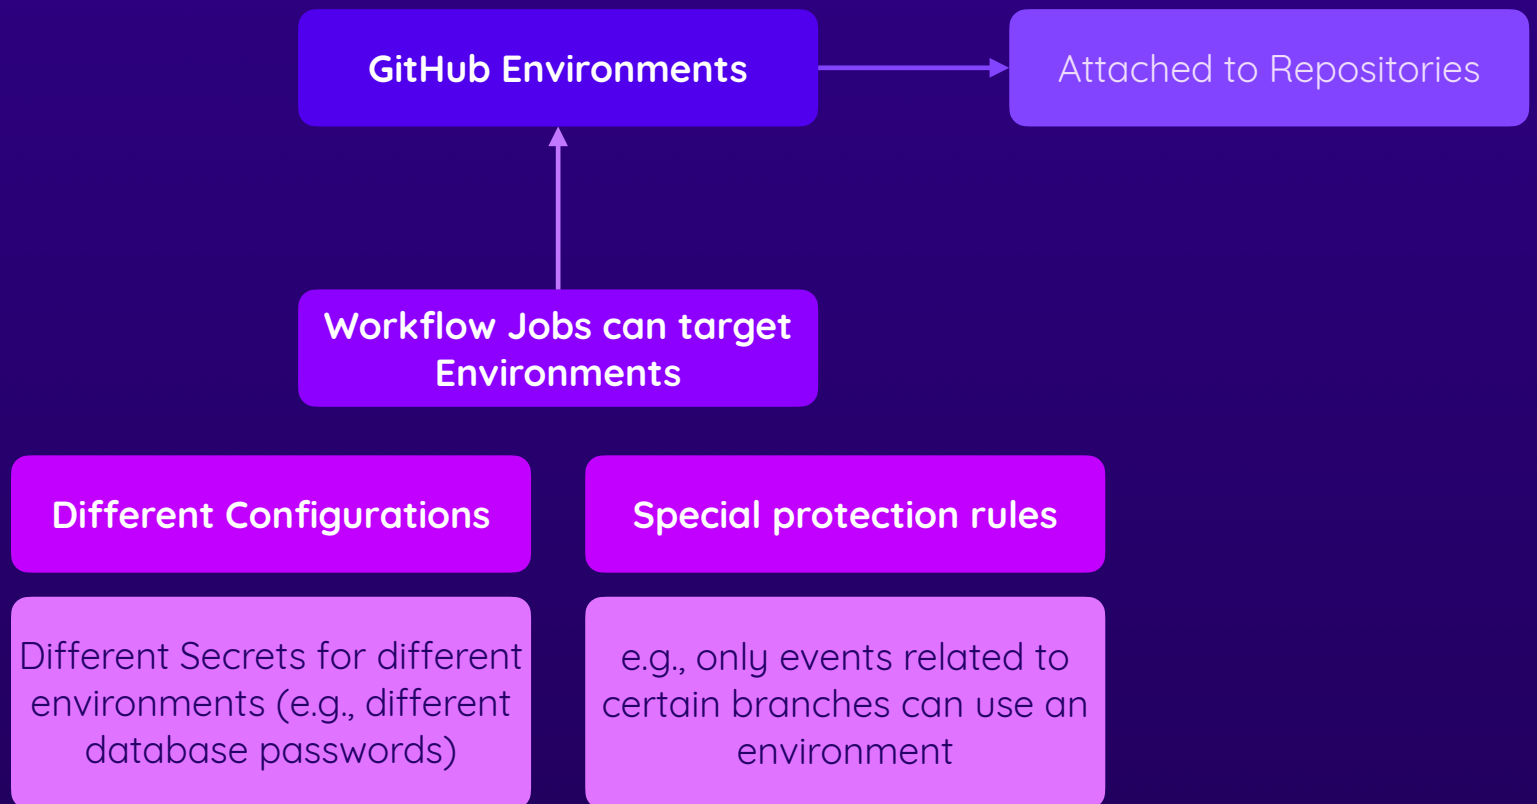 GitHub Environments
Attached to Repositories
Workflow Jobs can target
Environments
Different Configurations
Special protection rules
Different Secrets for different
environments (e.g., different
database passwords)
e.g., only events related to
certain branches can use an
environment